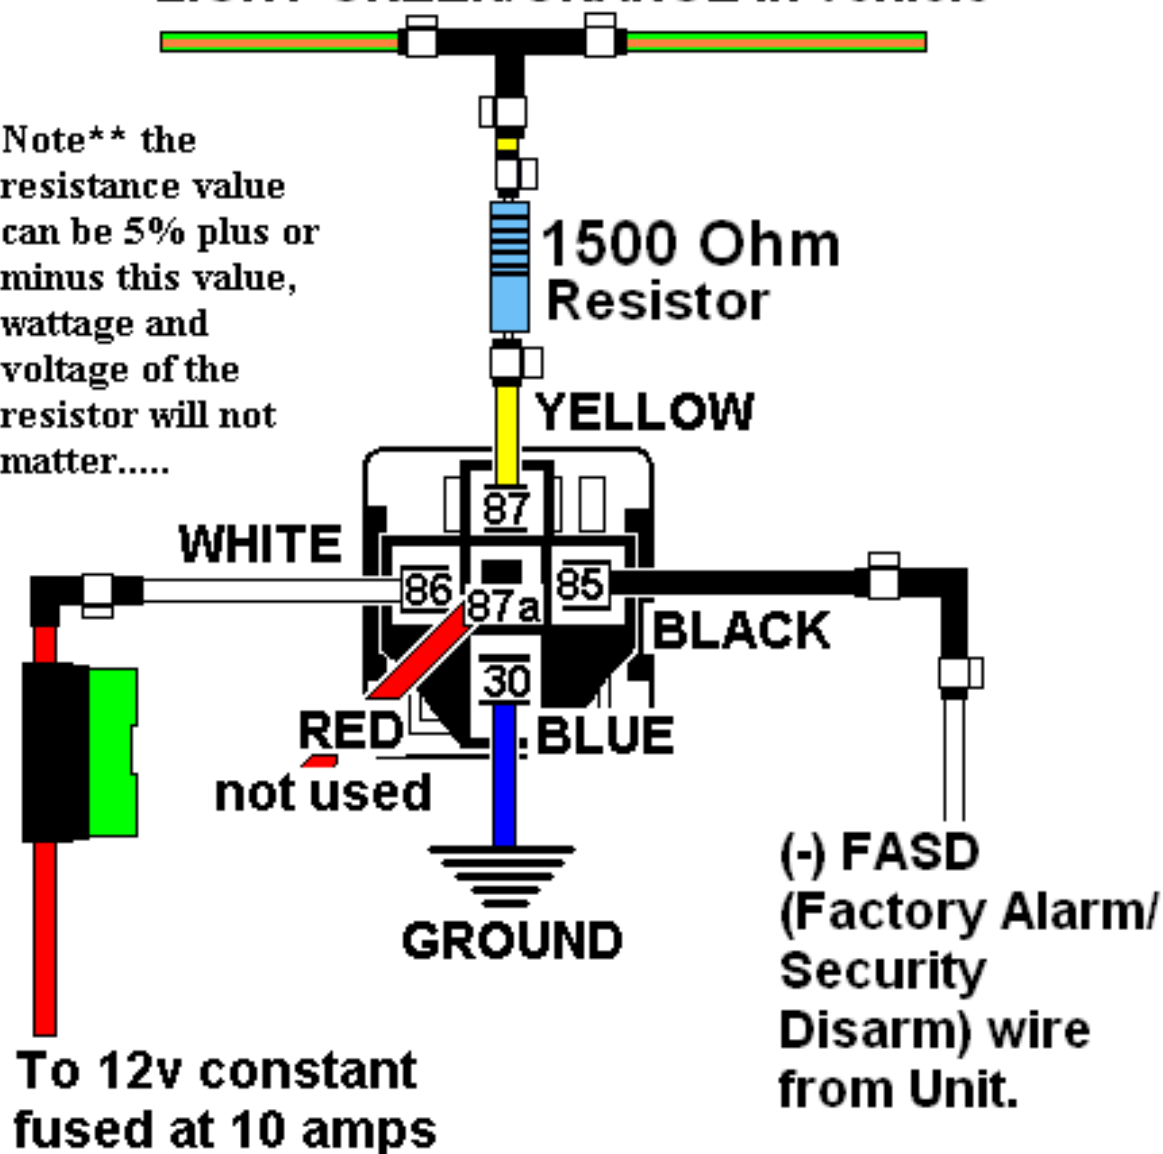 Note** the
resistance value
can be 5% plus or
minus this value,
wattage and
voltage of the
resistor will not
matter.....
1500 Ohm
Resistor
YELLOW
87
WHITE
86
87a
85
BLACK
30
RED
not used
BLUE
GROUND
(-) FASD
(Factory Alarm/
Security
Disarm) wire
from Unit.
To 12v constant
fused at 10 amps